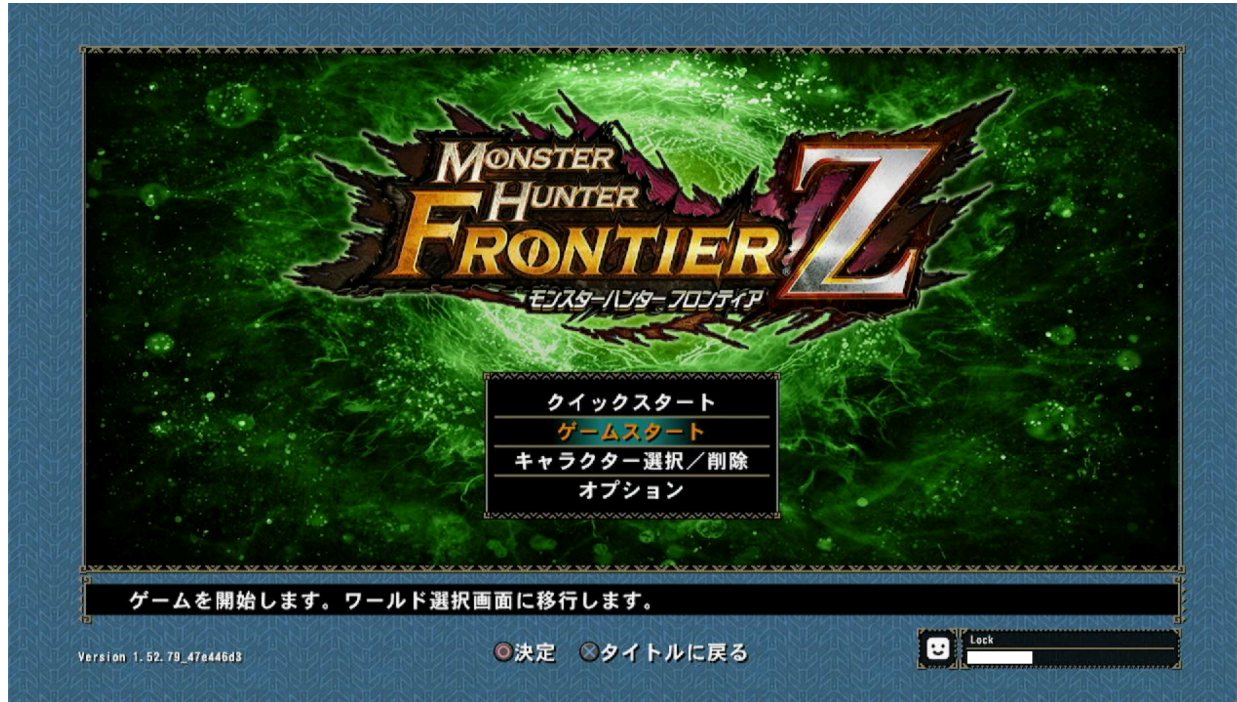 MONSTER
HUNTER
FRONTIER Z
®
モンスターハンター フロンティア
クイックスタート
ゲームスタート
キャラクター選択／削除
オプション
ゲームを開始します。ワールド選択画面に移行します。
Version 1.52.79_47e446d3
決定 タイトルに戻る
Lock